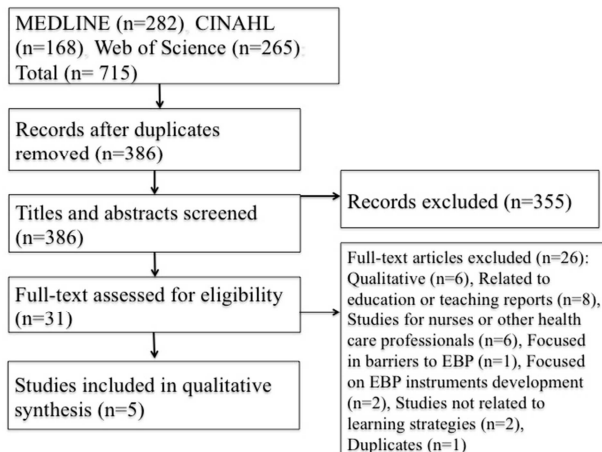 MEDLINE (n=282) CINAHL
(n=168) Web of Science (n=265)
Total (n= 715)
Records after duplicates
removed (n=386)
Titles and abstracts screened
(n=386)
Records excluded (n=355)
Full-text assessed for eligibility
(n=31)
Full-text articles excluded (n=26):
Qualitative (n=6), Related to
education or teaching reports (n=8),
Studies for nurses or other health
care professionals (n=6), Focused
in barriers to EBP (n=1), Focused
on EBP instruments development
(n=2), Studies not related to
learning strategies (n=2),
Duplicates (n=1)
Studies included in qualitative
synthesis (n=5)